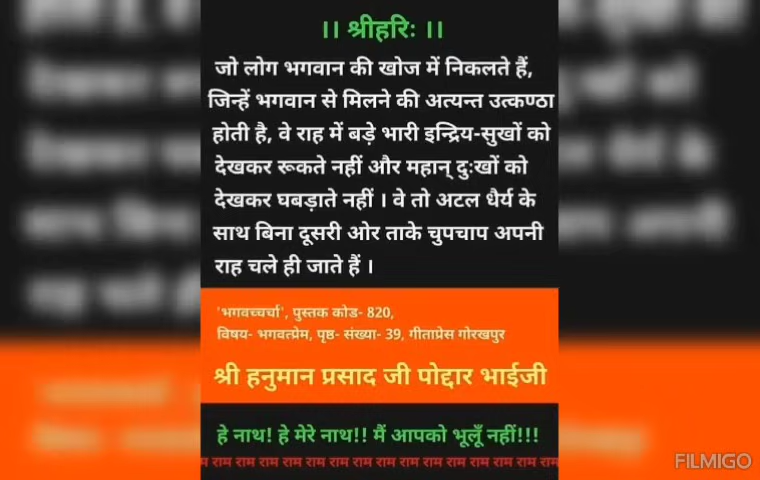 ।। श्रीहरिः ।।
जो लोग भगवान की खोज में निकलते हैं,
जिन्हें भगवान से मिलने की अत्यन्त उत्कण्ठा
होती है, वे राह में बड़े भारी इन्द्रिय-सुखों को
देखकर रूकते नहीं और महान् दुःखों को
देखकर घबड़ाते नहीं । वे तो अटल धैर्य के
साथ बिना दूसरी ओर ताके चुपचाप अपनी
राह चले ही जाते हैं ।
'भगवच्चर्चा', पुस्तक कोड- 820,
विषय- भगवत्प्रेम, पृष्ठ- संख्या- 39, गीताप्रेस गोरखपुर
श्री हनुमान प्रसाद जी पोद्दार भाईजी
हे नाथ! हे मेरे नाथ!! मैं आपको भूलूँ नहीं!!!
म राम राम राम राम राम राम राम राम राम राम राम राम राम राम
FILMIGO